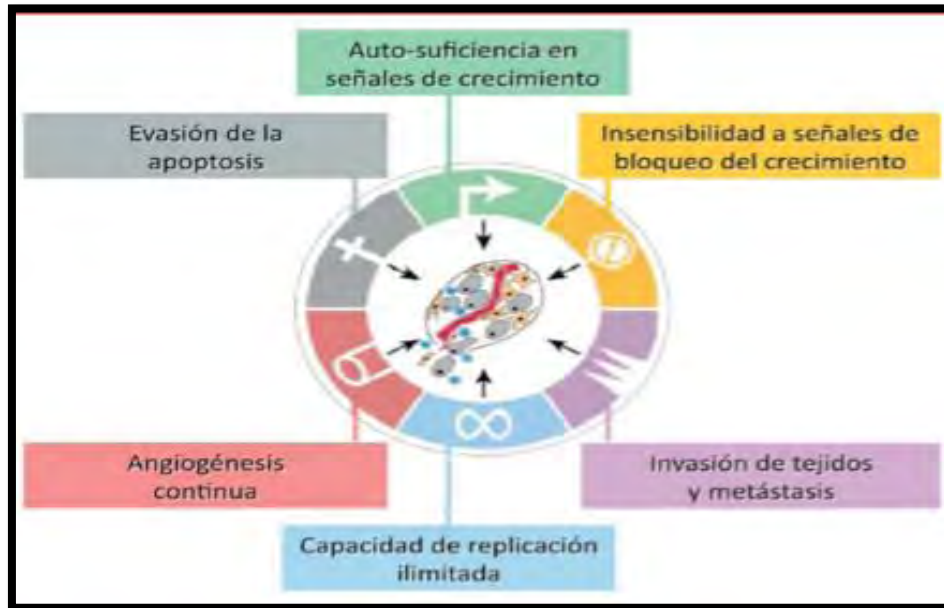 Auto-suficiencia en
señales de crecimiento
Evasión de la
apoptosis
Insensibilidad a señales de
bloqueo del crecimiento
Angiogénesis
continua
Invasión de tejidos
y metástasis
Capacidad de replicación
ilimitada